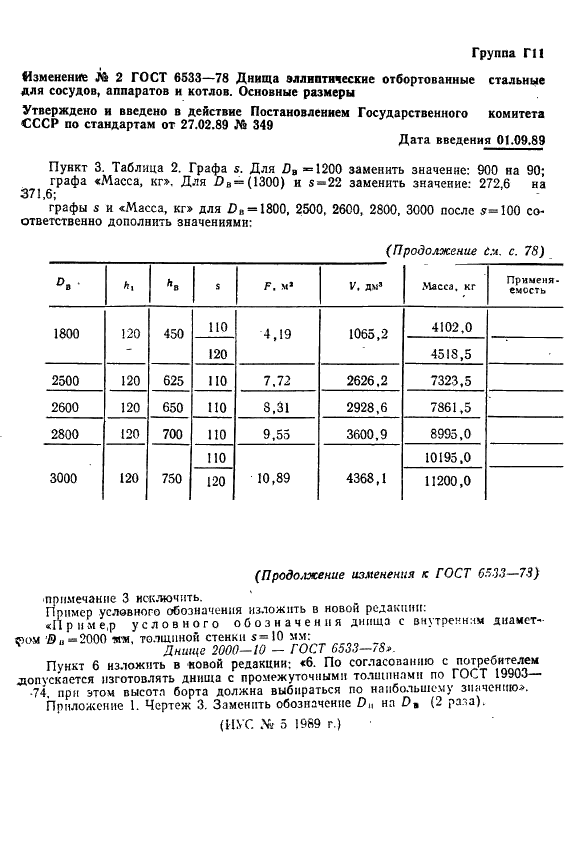 Группа Г11
Изменение № 2 ГОСТ 6533—78 Днища эллиптические отбортованные стальные
для сосудов, аппаратов и котлов. Основные размеры
Утверждено и введено в действие Постановлением Государственного комитета
СССР по стандартам от 27.02.89 № 349
Дата введения 01.09.89
Пункт 3. Таблица 2. Графа s. Для Dв=1200 заменить значение: 900 на 90;
графа «Масса, кг». Для Dв=(1300) и s=22 заменить значение: 272,6 на
371,6;
графы s и «Масса, кг» для Dв=1800, 2500, 2600, 2800, 3000 после s=100 со-
ответственно дополнить значениями:
(Продолжение см. с. 78)
Dв h₁ hв s F, м² V, дм³ Масса, кг Применя-
емость
1800 120 450 110 4,19 1065,2 4102,0
120 4518,5
2500 120 625 110 7,72 2626,2 7323,5
2600 120 650 110 8,31 2928,6 7861,5
2800 120 700 110 9,55 3600,9 8995,0
3000 120 750 110 10,89 4368,1 10195,0
120 11200,0
(Продолжение изменения к ГОСТ 6533—78)
примечание 3 исключить.
Пример условного обозначения изложить в новой редакции:
«Пример условного обозначения днища с внутренним диамет-
ром Dв=2000 мм, толщиной стенки s=10 мм:
Днище 2000—10 — ГОСТ 6533—78».
Пункт 6 изложить в новой редакции: «6. По согласованию с потребителем
допускается изготовлять днища с промежуточными толщинами по ГОСТ 19903—
-74, при этом высота борта должна выбираться по наибольшему значению».
Приложение 1. Чертеж 3. Заменить обозначение Dн на Dв (2 раза).
(ИУС № 5 1989 г.)